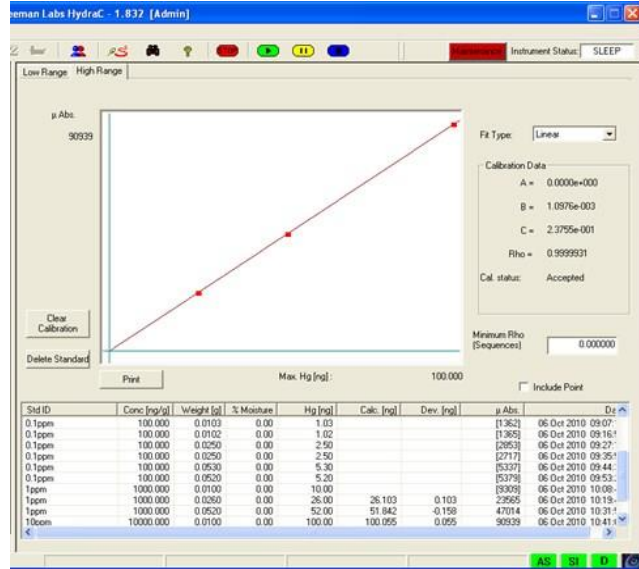 eeman Labs HydraC - 1.832 [Admin]
Maintenance Instrument Status: SLEEP
Low Range High Range
µ Abs.
90939
Fit Type: Linear
Calibration Data
A = 0.0000e+000
B = 1.0976e-003
C = 2.3755e-001
Rho = 0.9999931
Cal. status: Accepted
Clear
Calibration
Minimum Rho
(Sequences) 0.000000
Delete Standard
Print Max. Hg [ng] : 100.000
Include Point
Std ID Conc [ng/g] Weight [g] % Moisture Hg [ng] Calc. [ng] Dev. [ng] µ Abs. Da
0.1ppm 100.000 0.0103 0.00 1.03 [1362] 06 Oct 2010 09:07:
0.1ppm 100.000 0.0102 0.00 1.02 [1365] 06 Oct 2010 09:16:
0.1ppm 100.000 0.0250 0.00 2.50 [2853] 06 Oct 2010 09:27:
0.1ppm 100.000 0.0250 0.00 2.50 [2717] 06 Oct 2010 09:35:
0.1ppm 100.000 0.0530 0.00 5.30 [5337] 06 Oct 2010 09:44:
0.1ppm 100.000 0.0520 0.00 5.20 [5379] 06 Oct 2010 09:53:
1ppm 1000.000 0.0100 0.00 10.00 [9309] 06 Oct 2010 10:08:
1ppm 1000.000 0.0260 0.00 26.00 26.103 0.103 23565 06 Oct 2010 10:19:
1ppm 1000.000 0.0520 0.00 52.00 51.842 -0.158 47014 06 Oct 2010 10:31:
10ppm 10000.000 0.0100 0.00 100.00 100.055 0.055 90939 06 Oct 2010 10:41:
AS SI D